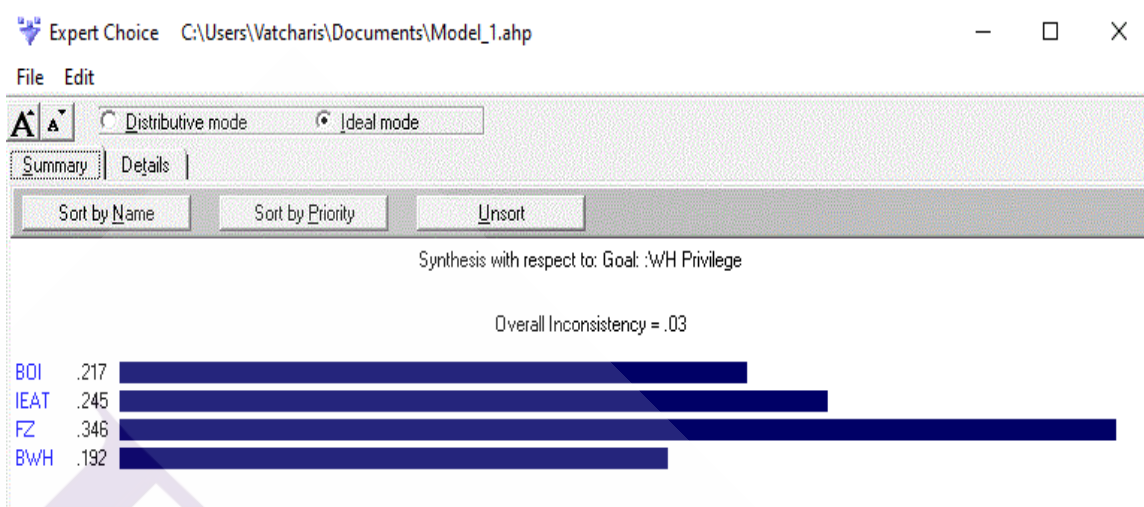 Expert Choice C:\Users\Vatcharis\Documents\Model_1.ahp
File Edit
A A Distributive mode Ideal mode
Summary Details
Sort by Name Sort by Priority Unsort
Synthesis with respect to: Goal: :WH Privilege
Overall Inconsistency = .03
BOI .217
IEAT .245
FZ .346
BWH .192